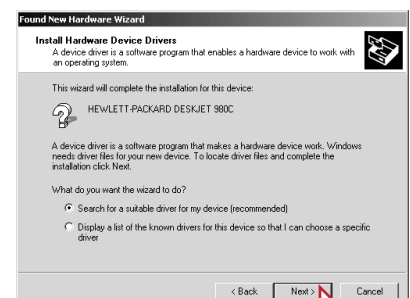 Found New Hardware Wizard
Install Hardware Device Drivers
A device driver is a software program that enables a hardware device to work with
an operating system.
This wizard will complete the installation for this device:
HEWLETT-PACKARD DESKJET 980C
A device driver is a software program that makes a hardware device work. Windows
needs driver files for your new device. To locate driver files and complete the
installation click Next.
What do you want the wizard to do?
Search for a suitable driver for my device (recommended)
Display a list of the known drivers for this device so that I can choose a specific
driver
< Back Next > Cancel